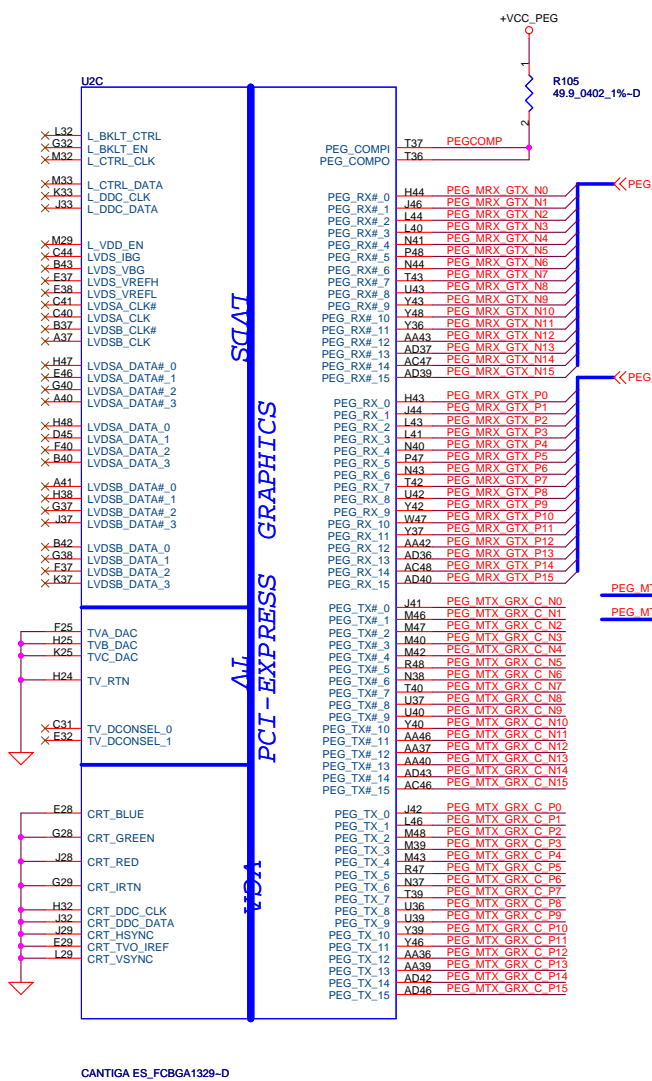 +VCC_PEG
1
R105
49.9_0402_1%~D
2
U2C
L32 L_BKLT_CTRL
G32 L_BKLT_EN
M32 L_CTRL_CLK
M33 L_CTRL_DATA
K33 L_DDC_CLK
J33 L_DDC_DATA
M29 L_VDD_EN
C44 LVDS_IBG
B43 LVDS_VBG
E37 LVDS_VREFH
E38 LVDS_VREFL
C41 LVDSA_CLK#
C40 LVDSA_CLK
B37 LVDSB_CLK#
A37 LVDSB_CLK
H47 LVDSA_DATA#_0
E46 LVDSA_DATA#_1
G40 LVDSA_DATA#_2
A40 LVDSA_DATA#_3
H48 LVDSA_DATA_0
D45 LVDSA_DATA_1
F40 LVDSA_DATA_2
B40 LVDSA_DATA_3
A41 LVDSB_DATA#_0
H38 LVDSB_DATA#_1
G37 LVDSB_DATA#_2
J37 LVDSB_DATA#_3
B42 LVDSB_DATA_0
G38 LVDSB_DATA_1
F37 LVDSB_DATA_2
K37 LVDSB_DATA_3
F25 TVA_DAC
H25 TVB_DAC
K25 TVC_DAC
H24 TV_RTN
C31 TV_DCONSEL_0
E32 TV_DCONSEL_1
E28 CRT_BLUE
G28 CRT_GREEN
J28 CRT_RED
G29 CRT_IRTN
H32 CRT_DDC_CLK
J32 CRT_DDC_DATA
J29 CRT_HSYNC
E29 CRT_TVO_IREF
L29 CRT_VSYNC
LVDS
TV
VGA
PCI-EXPRESS GRAPHICS
PEG_COMPI T37 PEGCOMP
PEG_COMPO T36
PEG_RX#_0 H44 PEG_MRX_GTX_N0
PEG_RX#_1 J46 PEG_MRX_GTX_N1
PEG_RX#_2 L44 PEG_MRX_GTX_N2
PEG_RX#_3 L40 PEG_MRX_GTX_N3
PEG_RX#_4 N41 PEG_MRX_GTX_N4
PEG_RX#_5 P48 PEG_MRX_GTX_N5
PEG_RX#_6 N44 PEG_MRX_GTX_N6
PEG_RX#_7 T43 PEG_MRX_GTX_N7
PEG_RX#_8 U43 PEG_MRX_GTX_N8
PEG_RX#_9 Y43 PEG_MRX_GTX_N9
PEG_RX#_10 Y48 PEG_MRX_GTX_N10
PEG_RX#_11 Y36 PEG_MRX_GTX_N11
PEG_RX#_12 AA43 PEG_MRX_GTX_N12
PEG_RX#_13 AD37 PEG_MRX_GTX_N13
PEG_RX#_14 AC47 PEG_MRX_GTX_N14
PEG_RX#_15 AD39 PEG_MRX_GTX_N15
PEG_
PEG_RX_0 H43 PEG_MRX_GTX_P0
PEG_RX_1 J44 PEG_MRX_GTX_P1
PEG_RX_2 L43 PEG_MRX_GTX_P2
PEG_RX_3 L41 PEG_MRX_GTX_P3
PEG_RX_4 N40 PEG_MRX_GTX_P4
PEG_RX_5 P47 PEG_MRX_GTX_P5
PEG_RX_6 N43 PEG_MRX_GTX_P6
PEG_RX_7 T42 PEG_MRX_GTX_P7
PEG_RX_8 U42 PEG_MRX_GTX_P8
PEG_RX_9 Y42 PEG_MRX_GTX_P9
PEG_RX_10 W47 PEG_MRX_GTX_P10
PEG_RX_11 Y37 PEG_MRX_GTX_P11
PEG_RX_12 AA42 PEG_MRX_GTX_P12
PEG_RX_13 AD36 PEG_MRX_GTX_P13
PEG_RX_14 AC48 PEG_MRX_GTX_P14
PEG_RX_15 AD40 PEG_MRX_GTX_P15
PEG_
PEG_TX#_0 J41 PEG_MTX_GRX_C_N0
PEG_TX#_1 M46 PEG_MTX_GRX_C_N1
PEG_TX#_2 M47 PEG_MTX_GRX_C_N2
PEG_TX#_3 M40 PEG_MTX_GRX_C_N3
PEG_TX#_4 M42 PEG_MTX_GRX_C_N4
PEG_TX#_5 R48 PEG_MTX_GRX_C_N5
PEG_TX#_6 N38 PEG_MTX_GRX_C_N6
PEG_TX#_7 T40 PEG_MTX_GRX_C_N7
PEG_TX#_8 U37 PEG_MTX_GRX_C_N8
PEG_TX#_9 U40 PEG_MTX_GRX_C_N9
PEG_TX#_10 Y40 PEG_MTX_GRX_C_N10
PEG_TX#_11 AA46 PEG_MTX_GRX_C_N11
PEG_TX#_12 AA37 PEG_MTX_GRX_C_N12
PEG_TX#_13 AA40 PEG_MTX_GRX_C_N13
PEG_TX#_14 AD43 PEG_MTX_GRX_C_N14
PEG_TX#_15 AC46 PEG_MTX_GRX_C_N15
PEG_MT
PEG_MT
PEG_TX_0 J42 PEG_MTX_GRX_C_P0
PEG_TX_1 L46 PEG_MTX_GRX_C_P1
PEG_TX_2 M48 PEG_MTX_GRX_C_P2
PEG_TX_3 M39 PEG_MTX_GRX_C_P3
PEG_TX_4 M43 PEG_MTX_GRX_C_P4
PEG_TX_5 R47 PEG_MTX_GRX_C_P5
PEG_TX_6 N37 PEG_MTX_GRX_C_P6
PEG_TX_7 T39 PEG_MTX_GRX_C_P7
PEG_TX_8 U36 PEG_MTX_GRX_C_P8
PEG_TX_9 U39 PEG_MTX_GRX_C_P9
PEG_TX_10 Y39 PEG_MTX_GRX_C_P10
PEG_TX_11 Y46 PEG_MTX_GRX_C_P11
PEG_TX_12 AA36 PEG_MTX_GRX_C_P12
PEG_TX_13 AA39 PEG_MTX_GRX_C_P13
PEG_TX_14 AD42 PEG_MTX_GRX_C_P14
PEG_TX_15 AD46 PEG_MTX_GRX_C_P15
CANTIGA ES_FCBGA1329~D